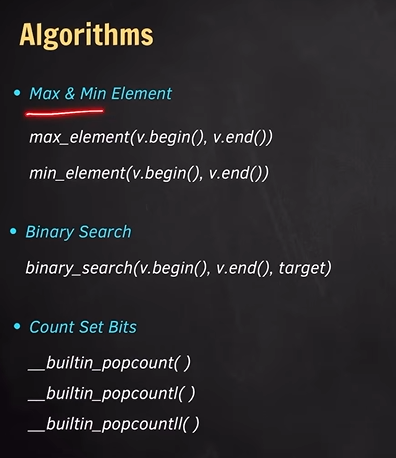 Algorithms
• Max & Min Element
max_element(v.begin(), v.end())
min_element(v.begin(), v.end())
• Binary Search
binary_search(v.begin(), v.end(), target)
• Count Set Bits
__builtin_popcount( )
__builtin_popcountl( )
__builtin_popcountll( )